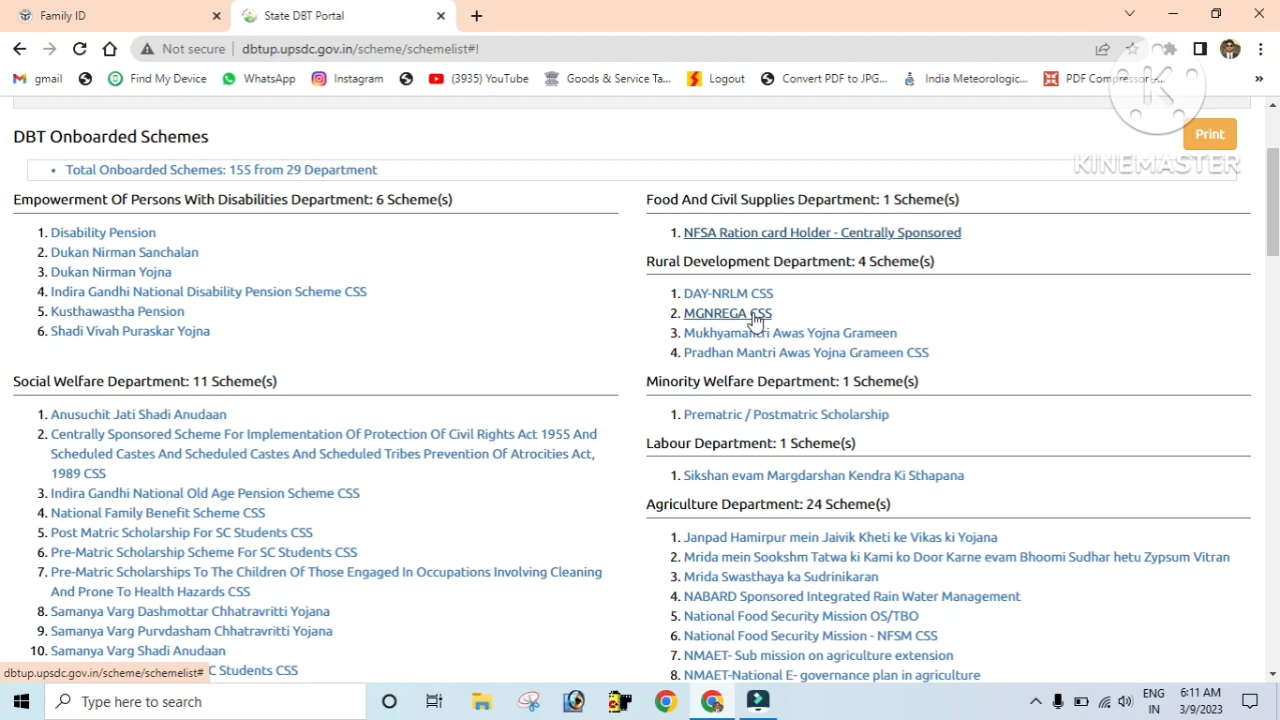 Family ID
State DBT Portal
Not secure
dbtup.upsdc.gov.in/scheme/schemelist#!
gmail
Find My Device
WhatsApp
Instagram
(3935) YouTube
Goods & Service Ta...
Logout
Convert PDF to JPG...
India Meteorologic...
DBT Onboarded Schemes
Print
KINEMASTER
Total Onboarded Schemes: 155 from 29 Department
Empowerment Of Persons With Disabilities Department: 6 Scheme(s)
1. Disability Pension
2. Dukan Nirman Sanchalan
3. Dukan Nirman Yojna
4. Indira Gandhi National Disability Pension Scheme CSS
5. Kusthawastha Pension
6. Shadi Vivah Puraskar Yojna
Social Welfare Department: 11 Scheme(s)
1. Anusuchit Jati Shadi Anudaan
2. Centrally Sponsored Scheme For Implementation Of Protection Of Civil Rights Act 1955 And
Scheduled Castes And Scheduled Castes And Scheduled Tribes Prevention Of Atrocities Act,
1989 CSS
3. Indira Gandhi National Old Age Pension Scheme CSS
4. National Family Benefit Scheme CSS
5. Post Matric Scholarship For SC Students CSS
6. Pre-Matric Scholarship Scheme For SC Students CSS
7. Pre-Matric Scholarships To The Children Of Those Engaged In Occupations Involving Cleaning
And Prone To Health Hazards CSS
8. Samanya Varg Dashmottar Chhatravritti Yojana
9. Samanya Varg Purvdasham Chhatravritti Yojana
10. Samanya Varg Shadi Anudaan
C Students CSS
Food And Civil Supplies Department: 1 Scheme(s)
1. NFSA Ration card Holder - Centrally Sponsored
Rural Development Department: 4 Scheme(s)
1. DAY-NRLM CSS
2. MGNREGA CSS
3. Mukhyamantri Awas Yojna Grameen
4. Pradhan Mantri Awas Yojna Grameen CSS
Minority Welfare Department: 1 Scheme(s)
1. Prematric / Postmatric Scholarship
Labour Department: 1 Scheme(s)
1. Sikshan evam Margdarshan Kendra Ki Sthapana
Agriculture Department: 24 Scheme(s)
1. Janpad Hamirpur mein Jaivik Kheti ke Vikas ki Yojana
2. Mrida mein Sookshm Tatwa ki Kami ko Door Karne evam Bhoomi Sudhar hetu Zypsum Vitran
3. Mrida Swasthaya ka Sudrinikaran
4. NABARD Sponsored Integrated Rain Water Management
5. National Food Security Mission OS/TBO
6. National Food Security Mission - NFSM CSS
7. NMAET- Sub mission on agriculture extension
8. NMAET-National E- governance plan in agriculture
dbtup.upsdc.gov.in/scheme/schemelist#
Type here to search
ENG
IN
6:11 AM
3/9/2023